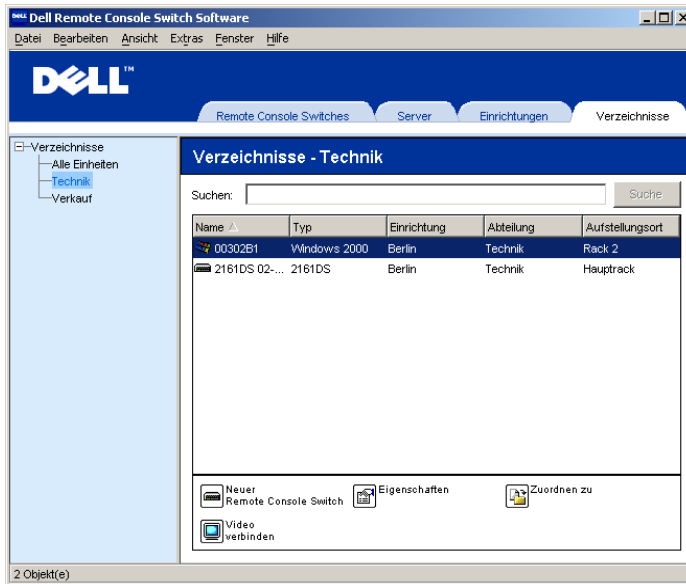 Dell Remote Console Switch Software
Datei Bearbeiten Ansicht Extras Fenster Hilfe
DELL™
Remote Console Switches Server Einrichtungen Verzeichnisse
Verzeichnisse
Alle Einheiten
Technik
Verkauf
Verzeichnisse - Technik
Suchen: Suche
Name Typ Einrichtung Abteilung Aufstellungsort
00302B1 Windows 2000 Berlin Technik Rack 2
2161DS 02-... 2161DS Berlin Technik Hauptrack
Neuer
Remote Console Switch
Eigenschaften
Zuordnen zu
Video
verbinden
2 Objekt(e)